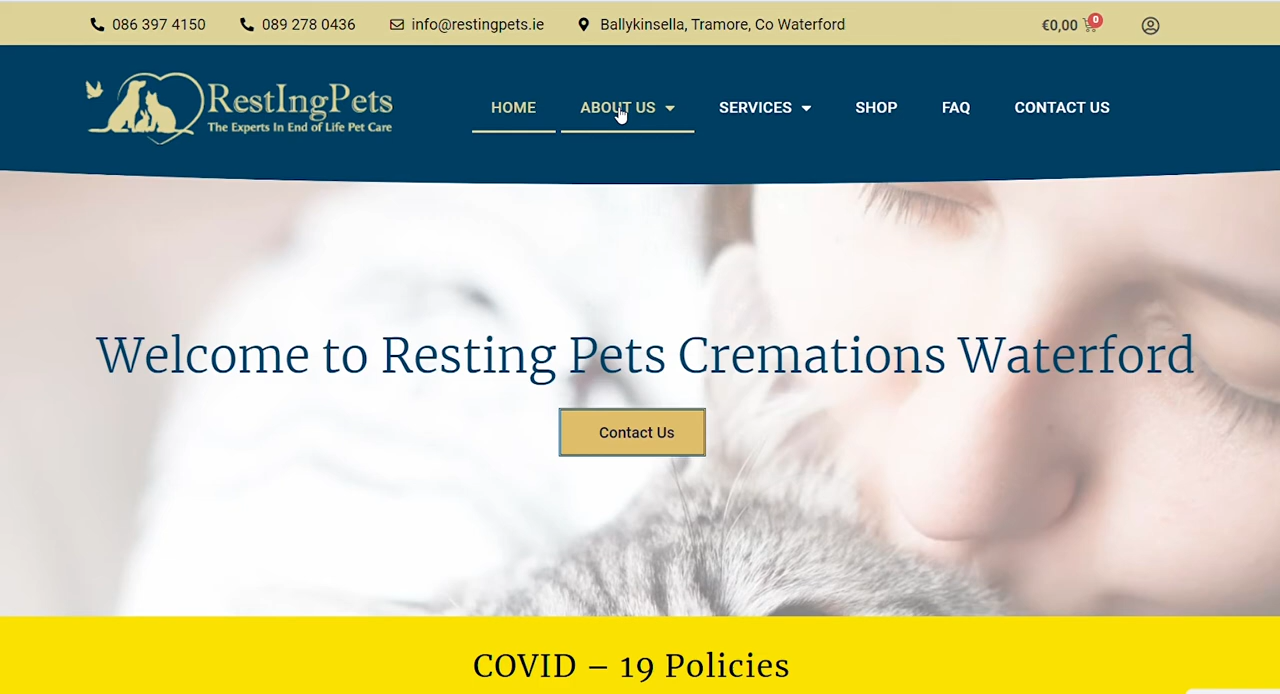 086 397 4150 089 278 0436 info@restingpets.ie Ballykinsella, Tramore, Co Waterford €0,00 0
RestIngPets
The Experts In End of Life Pet Care
HOME ABOUT US SERVICES SHOP FAQ CONTACT US
Welcome to Resting Pets Cremations Waterford
Contact Us
COVID – 19 Policies